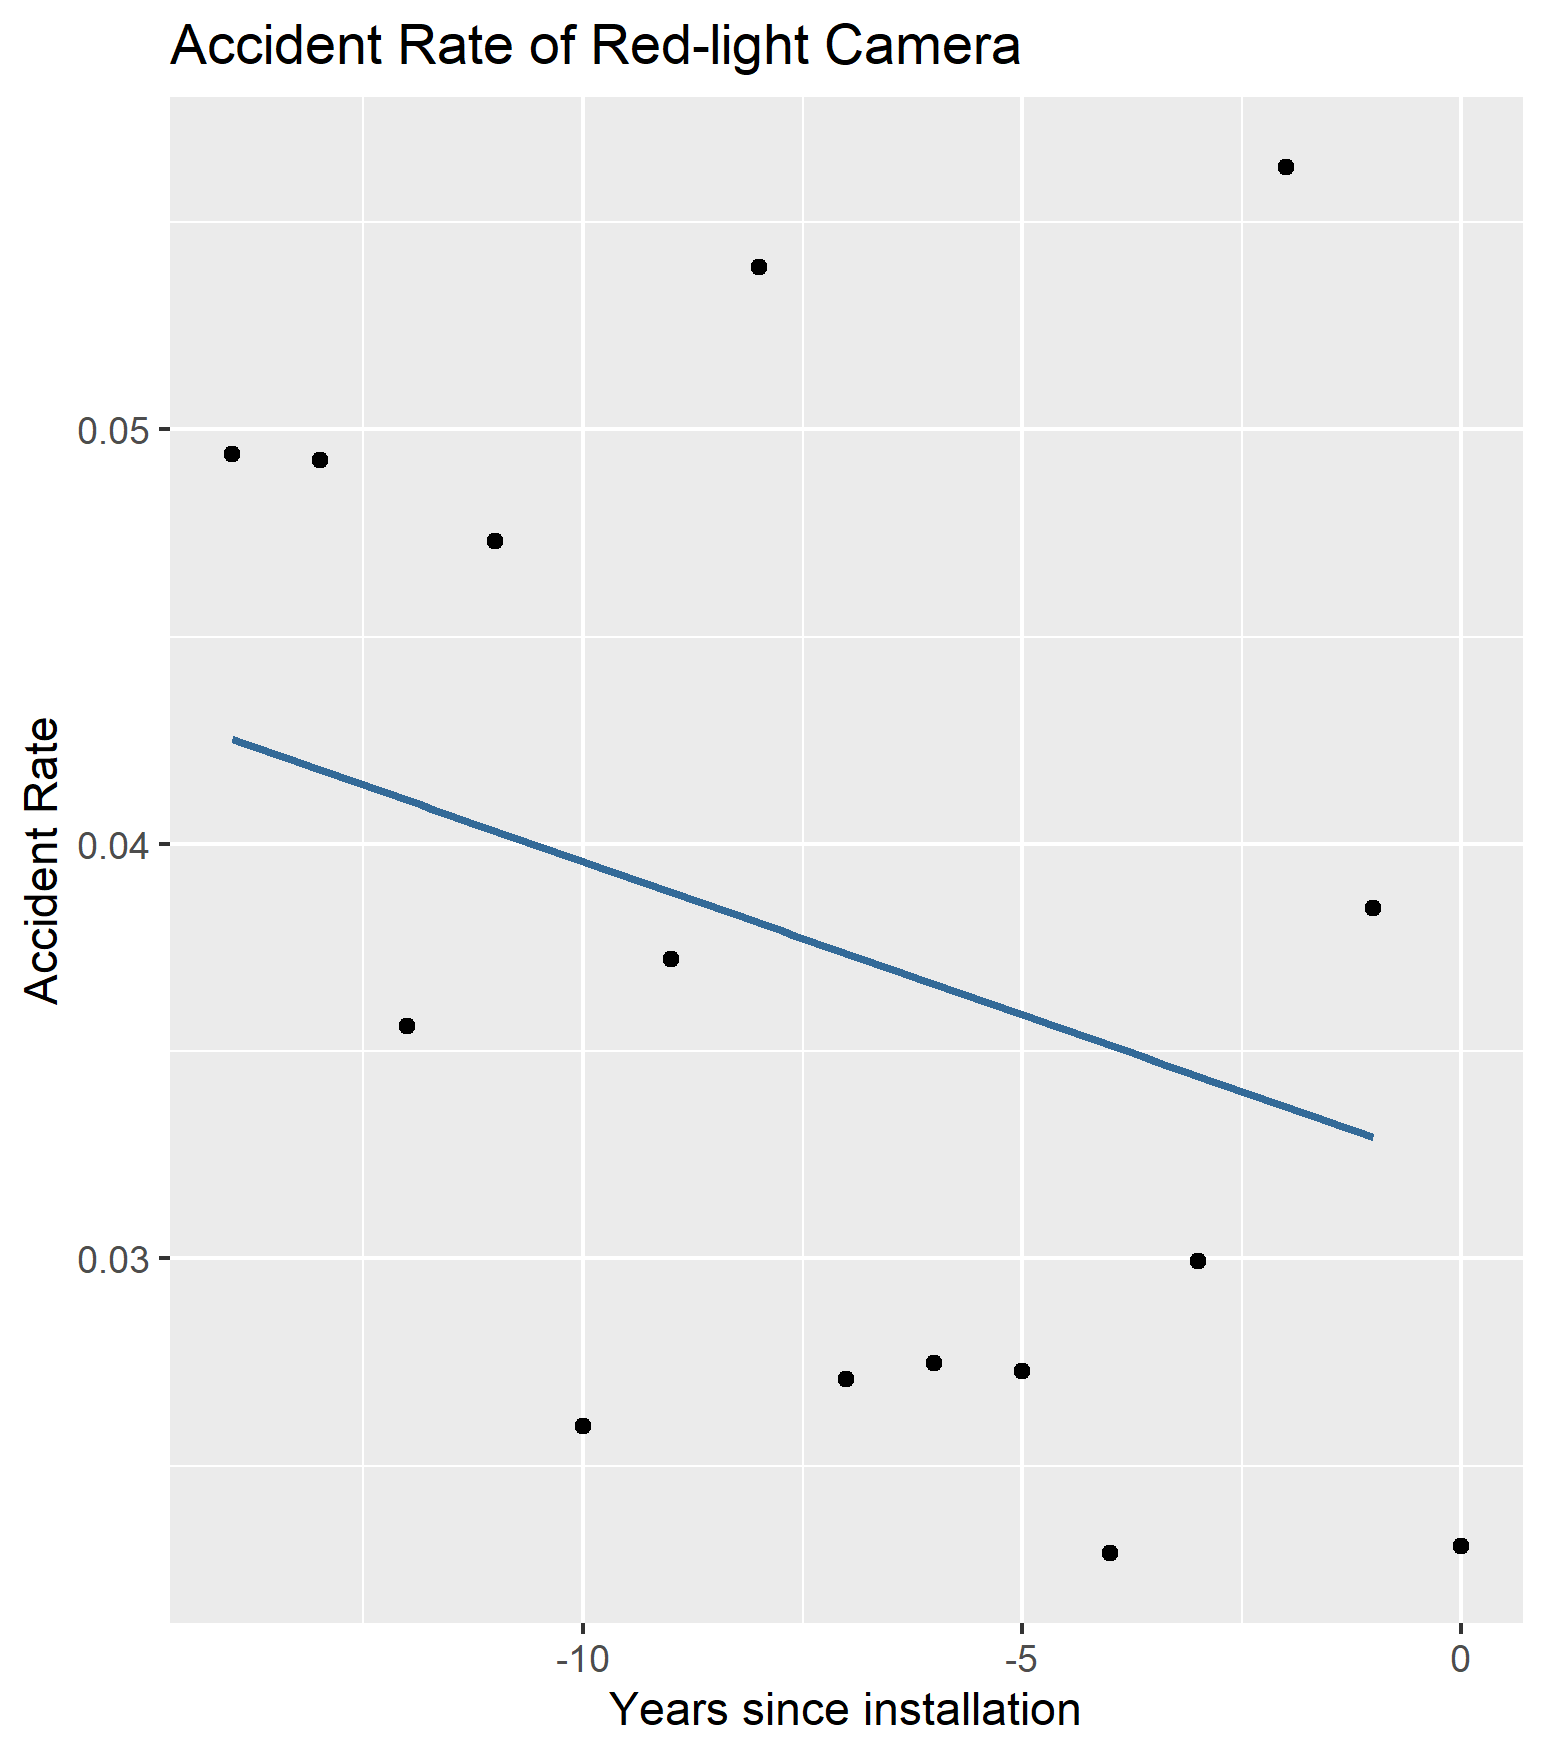 Accident Rate of Red-light Camera
Accident Rate
0.05
0.04
0.03
-10
-5
0
Years since installation